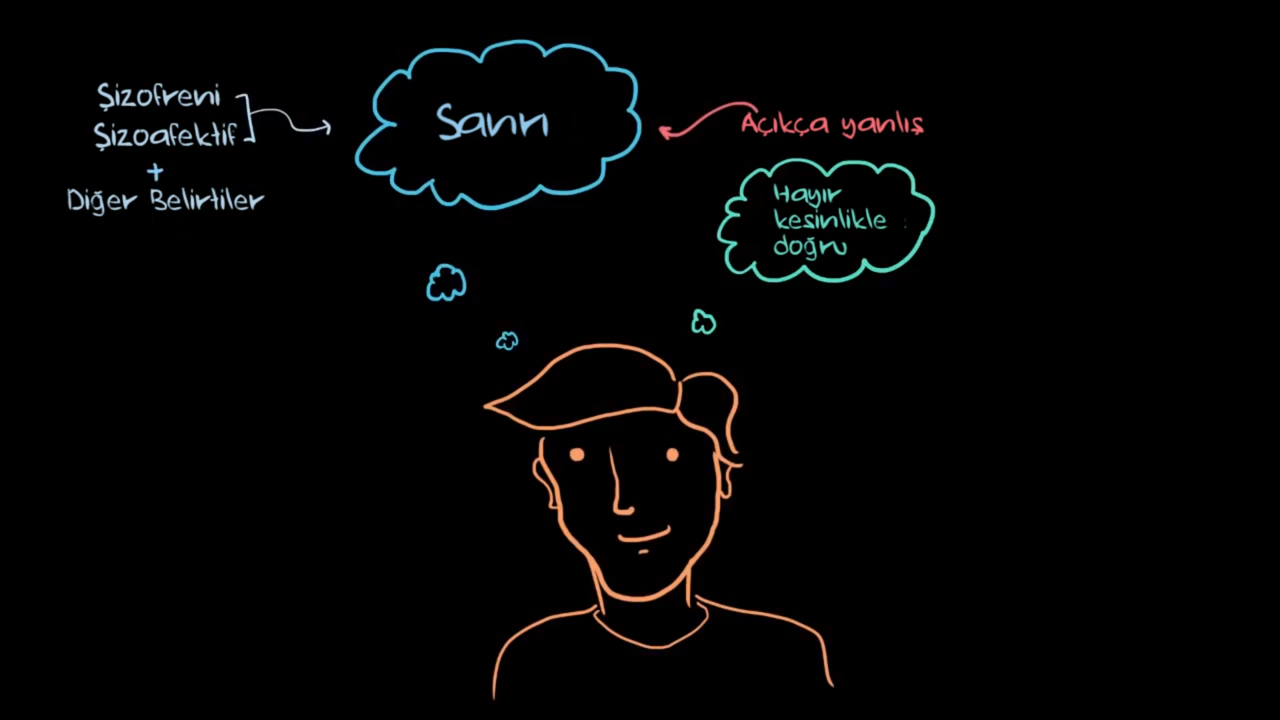 Şizofreni
Şizoafektif
+
Diğer Belirtiler
Sanrı
Açıkça yanlış
Hayır
kesinlikle
doğru